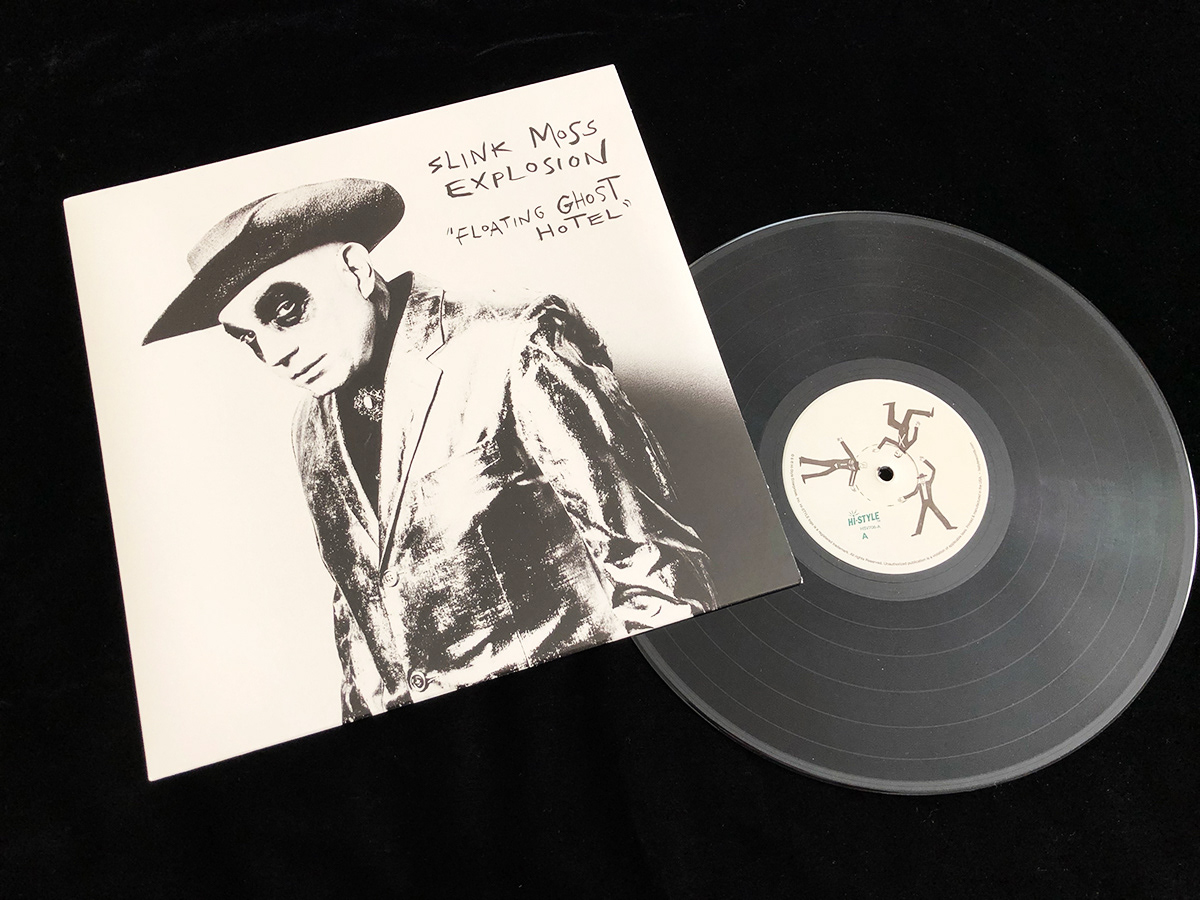 SLINK MOSS
EXPLOSION
"FLOATING GHOST
HOTEL"
HI-STYLE
A